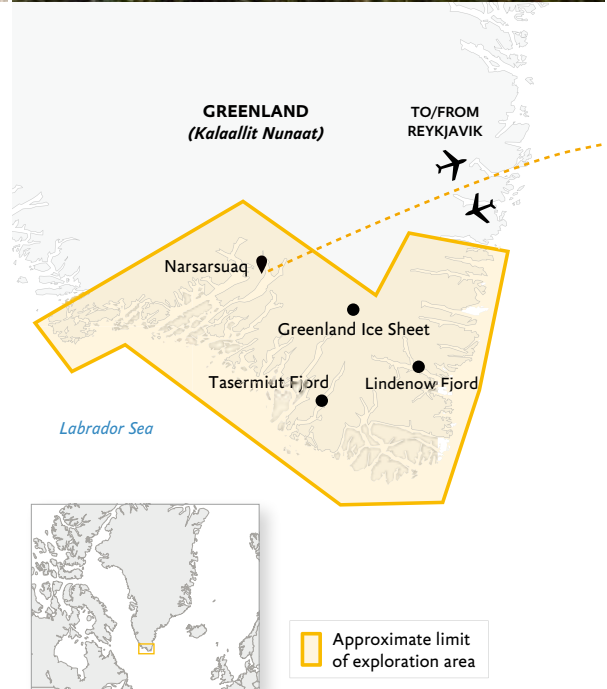 GREENLAND
(Kalaallit Nunaat)
TO/FROM
REYKJAVIK
Narsarsuaq
Greenland Ice Sheet
Tasermiut Fjord
Lindenow Fjord
Labrador Sea
Approximate limit
of exploration area